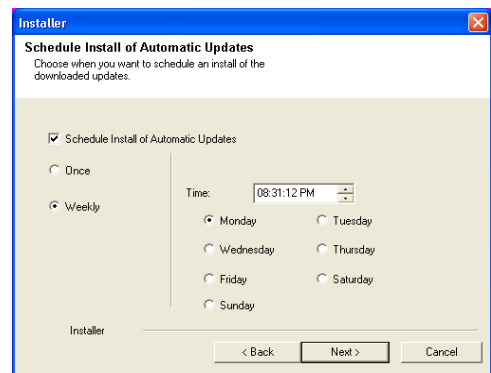 Installer
Schedule Install of Automatic Updates
Choose when you want to schedule an install of the
downloaded updates.
Schedule Install of Automatic Updates
Once
Weekly
Time: 08:31:12 PM
Monday Tuesday
Wednesday Thursday
Friday Saturday
Sunday
Installer
< Back Next > Cancel